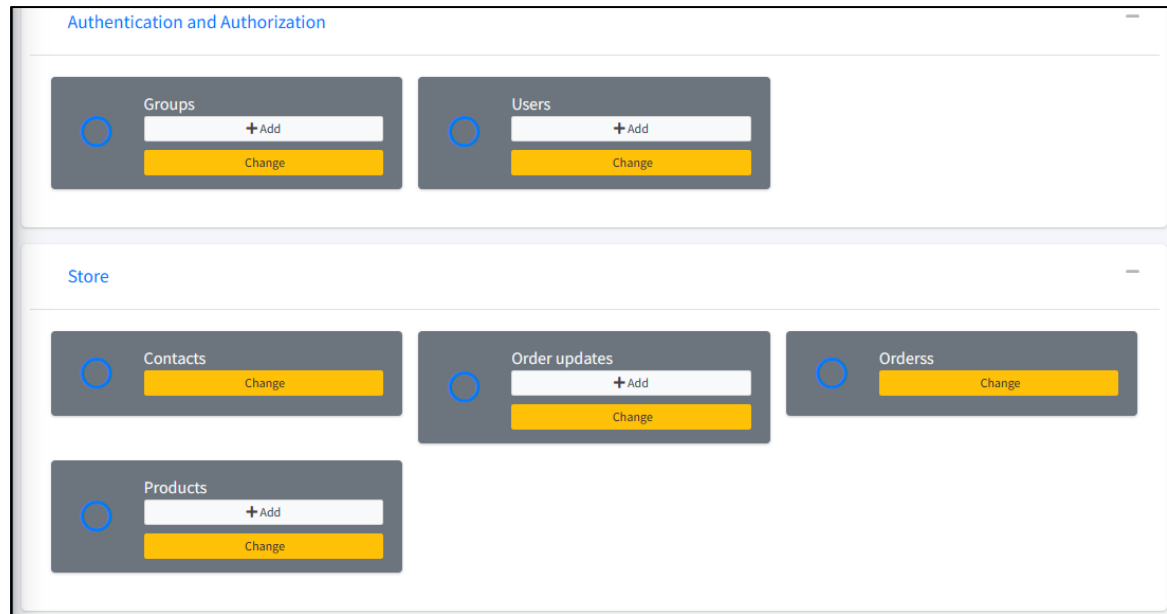 Authentication and Authorization
Groups
+Add
Change
Users
+Add
Change
Store
Contacts
Change
Order updates
+Add
Change
Orderss
Change
Products
+Add
Change